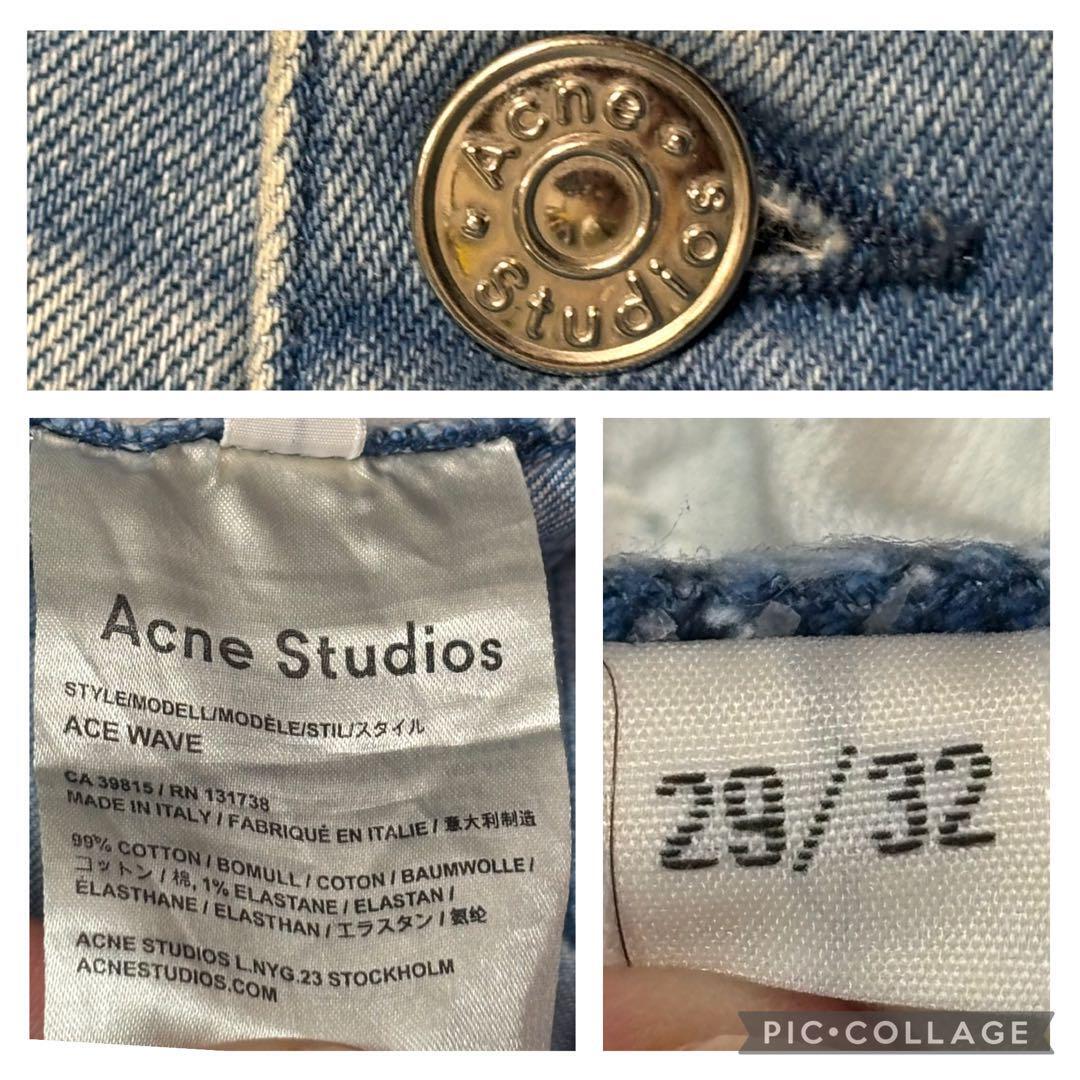 • Acne • Studios
Acne Studios
STYLE/MODELL/MODÈLE/STIL/スタイル
ACE WAVE
CA 39815 / RN 131738
MADE IN ITALY / FABRIQUÉ EN ITALIE / 意大利制造
99% COTTON / BOMULL / COTON / BAUMWOLLE /
コットン / 棉, 1% ELASTANE / ELASTAN /
ÉLASTHANE / ELASTHAN / エラスタン / 氨纶
ACNE STUDIOS L.NYG.23 STOCKHOLM
ACNESTUDIOS.COM
29/32
PIC•COLLAGE